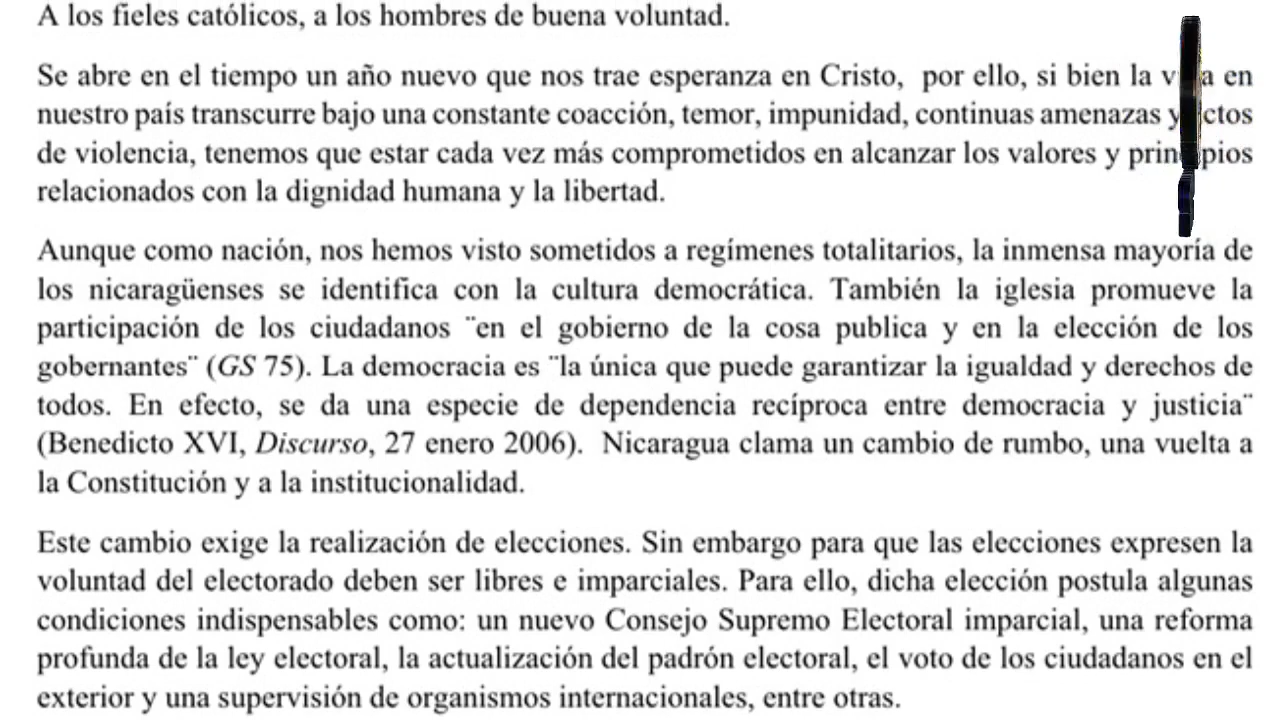 A los fieles católicos, a los hombres de buena voluntad.
Se abre en el tiempo un año nuevo que nos trae esperanza en Cristo, por ello, si bien la en
nuestro país transcurre bajo una constante coacción, temor, impunidad, continuas amenazas y
de violencia, tenemos que estar cada vez más comprometidos en alcanzar los valores y
relacionados con la dignidad humana y la libertad.
Aunque como nación, nos hemos visto sometidos a regímenes totalitarios, la inmensa mayoría de
los nicaragüenses se identifica con la cultura democrática. También la iglesia promueve la
participación de los ciudadanos ¨en el gobierno de la cosa publica y en la elección de los
gobernantes¨ (GS 75). La democracia es ¨la única que puede garantizar la igualdad y derechos de
todos. En efecto, se da una especie de dependencia recíproca entre democracia y justicia¨
(Benedicto XVI, Discurso, 27 enero 2006). Nicaragua clama un cambio de rumbo, una vuelta a
la Constitución y a la institucionalidad.
Este cambio exige la realización de elecciones. Sin embargo para que las elecciones expresen la
voluntad del electorado deben ser libres e imparciales. Para ello, dicha elección postula algunas
condiciones indispensables como: un nuevo Consejo Supremo Electoral imparcial, una reforma
profunda de la ley electoral, la actualización del padrón electoral, el voto de los ciudadanos en el
exterior y una supervisión de organismos internacionales, entre otras.